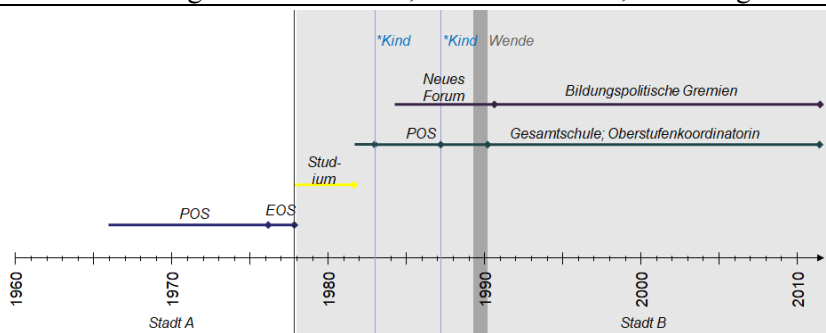 *Kind
*Kind
Wende
Neues
Forum
Bildungspolitische Gremien
POS
Gesamtschule; Oberstufenkoordinatorin
Stud-
ium
POS
EOS
1960
1970
1980
1990
2000
2010
Stadt A
Stadt B